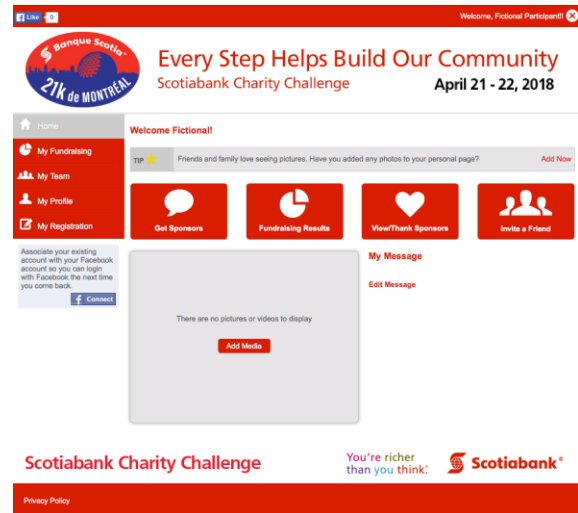 Like 0
Welcome, Fictional Participant!!
Banque Scotia
21K de MONTRÉAL
Every Step Helps Build Our Community
Scotiabank Charity Challenge
April 21 - 22, 2018
Home
My Fundraising
My Team
My Profile
My Registration
Associate your existing
account with your Facebook
account so you can login
with Facebook the next time
you come back.
Connect
Welcome Fictional!
TIP
Friends and family love seeing pictures. Have you added any photos to your personal page?
Add Now
Get Sponsors
Fundraising Results
View/Thank Sponsors
Invite a Friend
There are no pictures or videos to display
Add Media
My Message
Edit Message
Scotiabank Charity Challenge
You're richer
than you think.
Scotiabank®
Privacy Policy